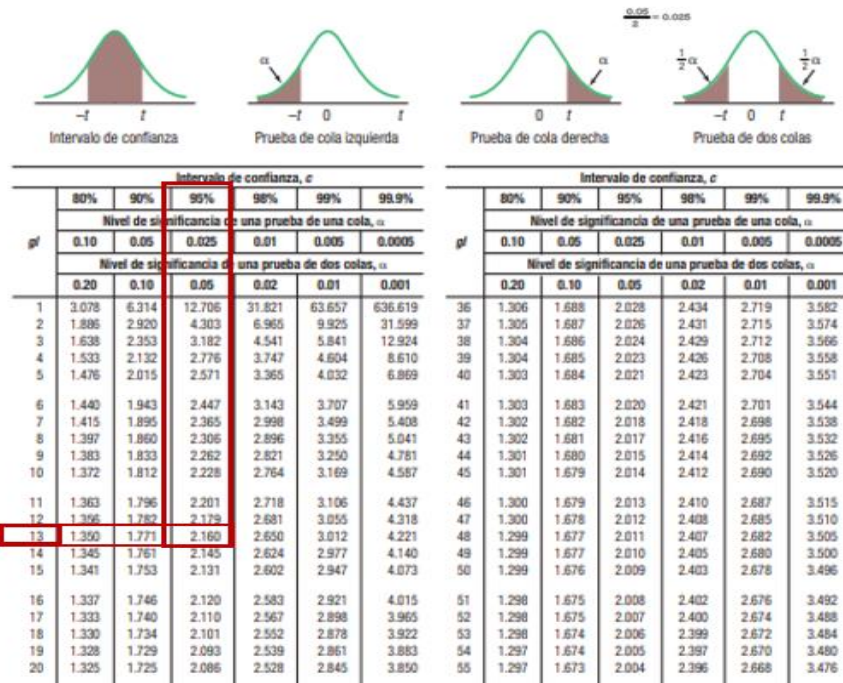 0.05
2 = 0.025
α
α
1/2 α
1/2 α
-t t
-t 0 t
0 t
-t 0 t
Intervalo de confianza
Prueba de cola izquierda
Prueba de cola derecha
Prueba de dos colas
Intervalo de confianza, c
80% 90% 95% 98% 99% 99.9%
Nivel de significancia de una prueba de una cola, α
gl 0.10 0.05 0.025 0.01 0.005 0.0005
Nivel de significancia de una prueba de dos colas, α
0.20 0.10 0.05 0.02 0.01 0.001
1 3.078 6.314 12.706 31.821 63.657 636.619
2 1.886 2.920 4.303 6.965 9.925 31.599
3 1.638 2.353 3.182 4.541 5.841 12.924
4 1.533 2.132 2.776 3.747 4.604 8.610
5 1.476 2.015 2.571 3.365 4.032 6.869
6 1.440 1.943 2.447 3.143 3.707 5.959
7 1.415 1.895 2.365 2.998 3.499 5.408
8 1.397 1.860 2.306 2.896 3.355 5.041
9 1.383 1.833 2.262 2.821 3.250 4.781
10 1.372 1.812 2.228 2.764 3.169 4.587
11 1.363 1.796 2.201 2.718 3.106 4.437
12 1.356 1.782 2.179 2.681 3.055 4.318
13 1.350 1.771 2.160 2.650 3.012 4.221
14 1.345 1.761 2.145 2.624 2.977 4.140
15 1.341 1.753 2.131 2.602 2.947 4.073
16 1.337 1.746 2.120 2.583 2.921 4.015
17 1.333 1.740 2.110 2.567 2.898 3.965
18 1.330 1.734 2.101 2.552 2.878 3.922
19 1.328 1.729 2.093 2.539 2.861 3.883
20 1.325 1.725 2.086 2.528 2.845 3.850
Intervalo de confianza, c
80% 90% 95% 98% 99% 99.9%
Nivel de significancia de una prueba de una cola, α
gl 0.10 0.05 0.025 0.01 0.005 0.0005
Nivel de significancia de una prueba de dos colas, α
0.20 0.10 0.05 0.02 0.01 0.001
36 1.306 1.688 2.028 2.434 2.719 3.582
37 1.305 1.687 2.026 2.431 2.715 3.574
38 1.304 1.686 2.024 2.429 2.712 3.566
39 1.304 1.685 2.023 2.426 2.708 3.558
40 1.303 1.684 2.021 2.423 2.704 3.551
41 1.303 1.683 2.020 2.421 2.701 3.544
42 1.302 1.682 2.018 2.418 2.698 3.538
43 1.302 1.681 2.017 2.416 2.695 3.532
44 1.301 1.680 2.015 2.414 2.692 3.526
45 1.301 1.679 2.014 2.412 2.690 3.520
46 1.300 1.679 2.013 2.410 2.687 3.515
47 1.300 1.678 2.012 2.408 2.685 3.510
48 1.299 1.677 2.011 2.407 2.682 3.505
49 1.299 1.677 2.010 2.405 2.680 3.500
50 1.299 1.676 2.009 2.403 2.678 3.496
51 1.298 1.675 2.008 2.402 2.676 3.492
52 1.298 1.675 2.007 2.400 2.674 3.488
53 1.298 1.674 2.006 2.399 2.672 3.484
54 1.297 1.674 2.005 2.397 2.670 3.480
55 1.297 1.673 2.004 2.396 2.668 3.476